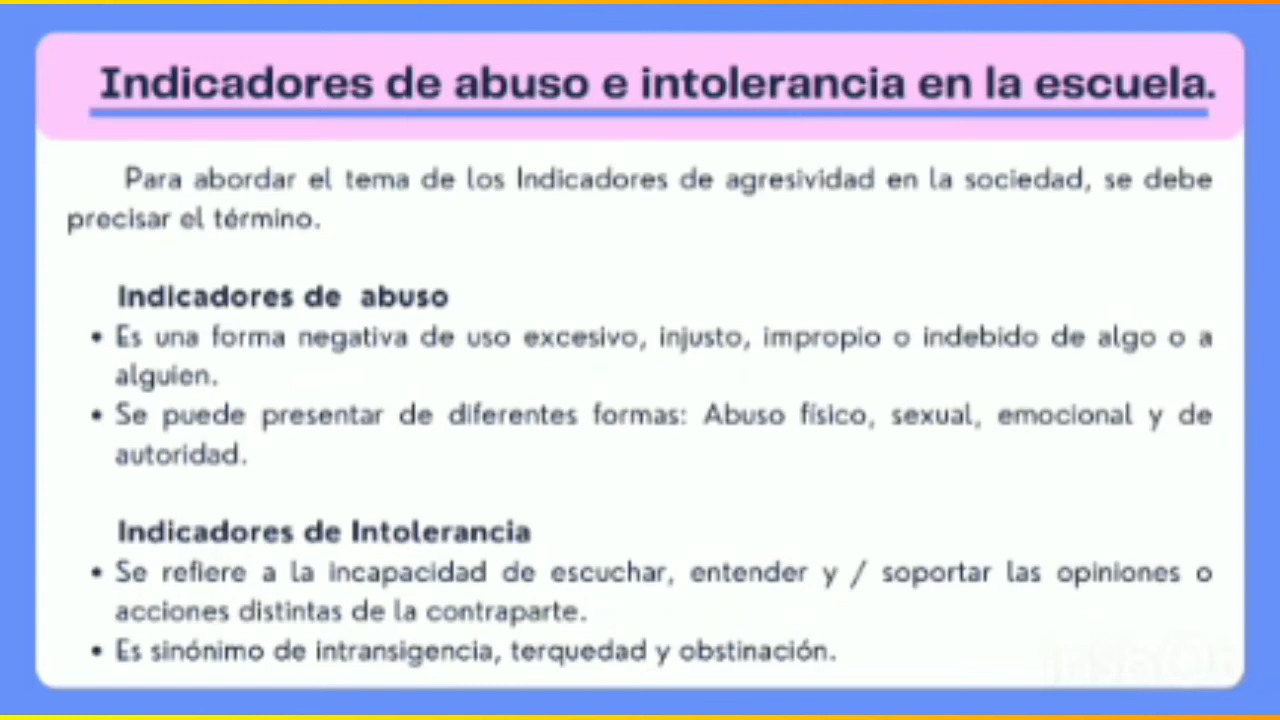 Indicadores de abuso e intolerancia en la escuela.
Para abordar el tema de los Indicadores de agresividad en la sociedad, se debe
precisar el término.
Indicadores de abuso
• Es una forma negativa de uso excesivo, injusto, impropio o indebido de algo o a
alguien.
• Se puede presentar de diferentes formas: Abuso físico, sexual, emocional y de
autoridad.
Indicadores de Intolerancia
• Se refiere a la incapacidad de escuchar, entender y / soportar las opiniones o
acciones distintas de la contraparte.
• Es sinónimo de intransigencia, terquedad y obstinación.